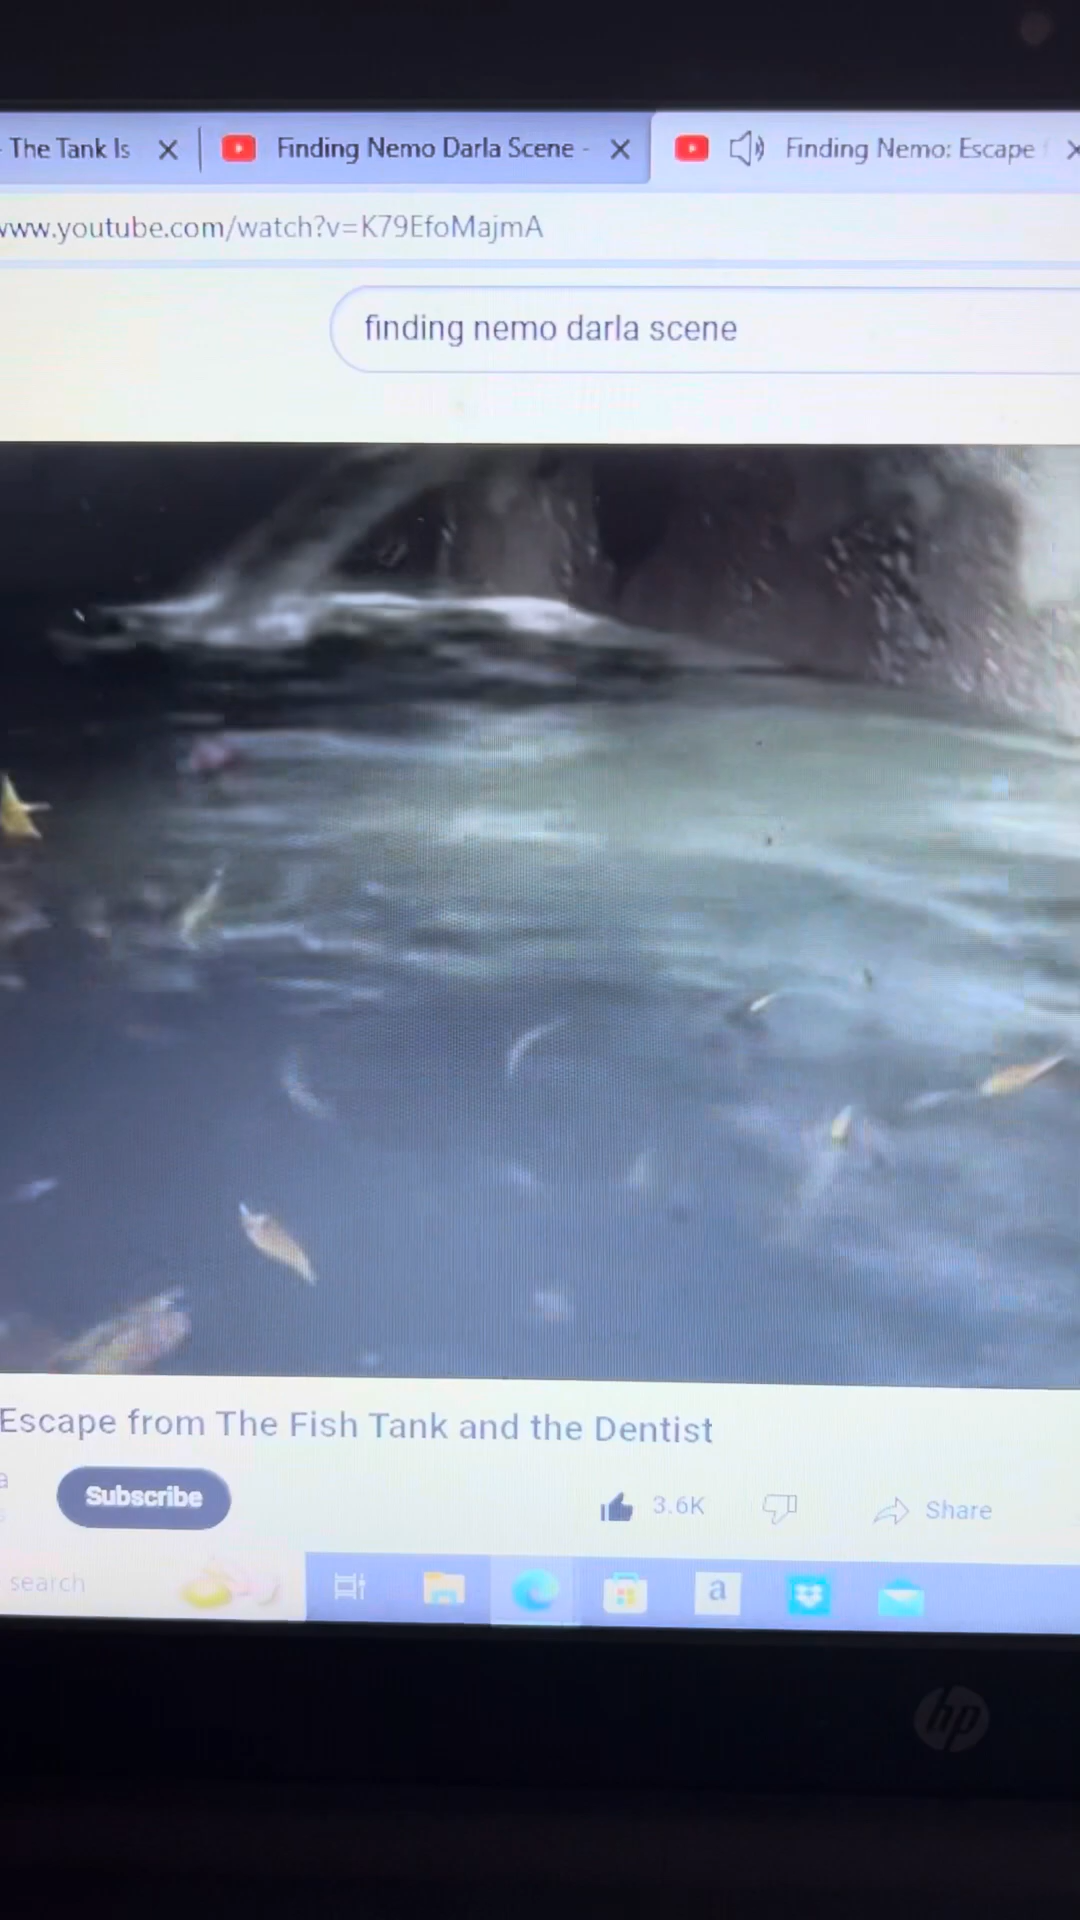 The Tank Is
Finding Nemo Darla Scene -
Finding Nemo: Escape
www.youtube.com/watch?v=K79EfoMajmA
finding nemo darla scene
Escape from The Fish Tank and the Dentist
Subscribe
3.6K
Share
search
a
hp